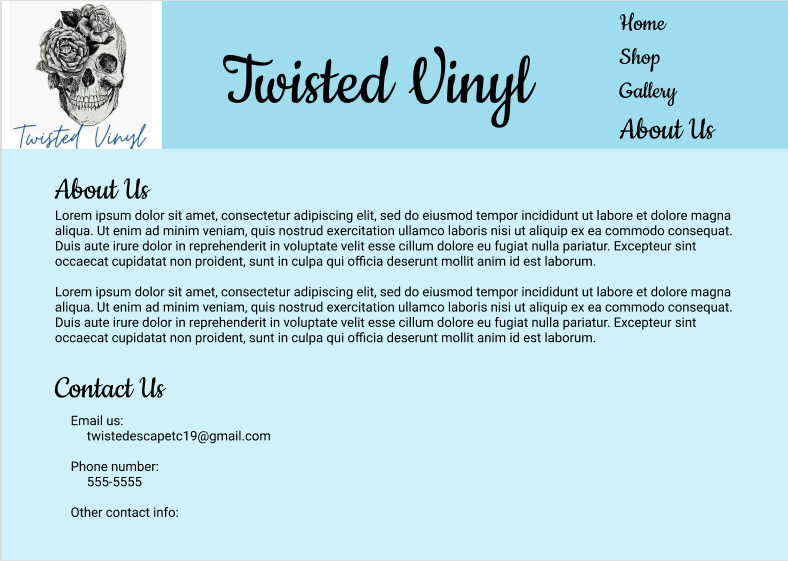 Twisted Vinyl
Twisted Vinyl
Home
Shop
Gallery
About Us
About Us
Lorem ipsum dolor sit amet, consectetur adipiscing elit, sed do eiusmod tempor incididunt ut labore et dolore magna
aliqua. Ut enim ad minim veniam, quis nostrud exercitation ullamco laboris nisi ut aliquip ex ea commodo consequat.
Duis aute irure dolor in reprehenderit in voluptate velit esse cillum dolore eu fugiat nulla pariatur. Excepteur sint
occaecat cupidatat non proident, sunt in culpa qui officia deserunt mollit anim id est laborum.
Lorem ipsum dolor sit amet, consectetur adipiscing elit, sed do eiusmod tempor incididunt ut labore et dolore magna
aliqua. Ut enim ad minim veniam, quis nostrud exercitation ullamco laboris nisi ut aliquip ex ea commodo consequat.
Duis aute irure dolor in reprehenderit in voluptate velit esse cillum dolore eu fugiat nulla pariatur. Excepteur sint
occaecat cupidatat non proident, sunt in culpa qui officia deserunt mollit anim id est laborum.
Contact Us
Email us:
twistedescapetc19@gmail.com
Phone number:
555-5555
Other contact info: